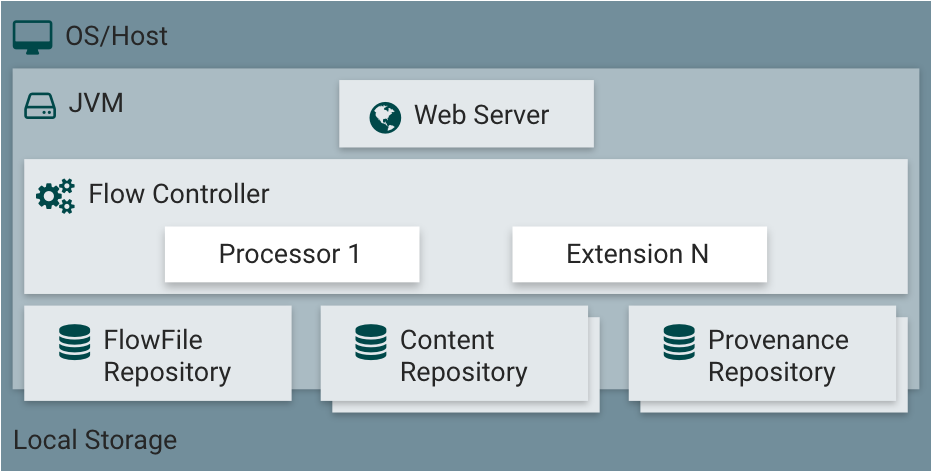 OS/Host
JVM
Web Server
Flow Controller
Processor 1
Extension N
FlowFile
Repository
Content
Repository
Provenance
Repository
Local Storage